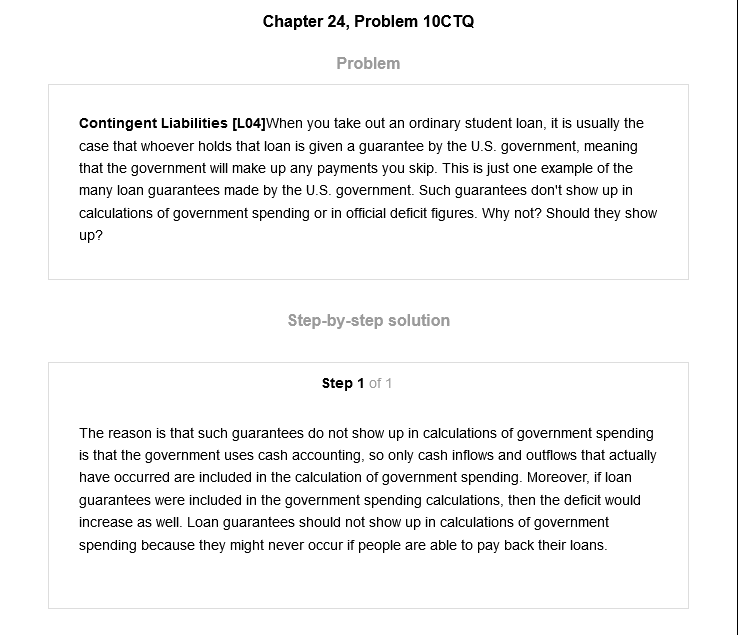 Chapter 24, Problem 10CTQ
Problem
Contingent Liabilities [L04]When you take out an ordinary student loan, it is usually the
case that whoever holds that loan is given a guarantee by the U.S. government, meaning
that the government will make up any payments you skip. This is just one example of the
many loan guarantees made by the U.S. government. Such guarantees don't show up in
calculations of government spending or in official deficit figures. Why not? Should they show
up?
Step-by-step solution
Step 1 of 1
The reason is that such guarantees do not show up in calculations of government spending
is that the government uses cash accounting, so only cash inflows and outflows that actually
have occurred are included in the calculation of government spending. Moreover, if loan
guarantees were included in the government spending calculations, then the deficit would
increase as well. Loan guarantees should not show up in calculations of government
spending because they might never occur if people are able to pay back their loans.